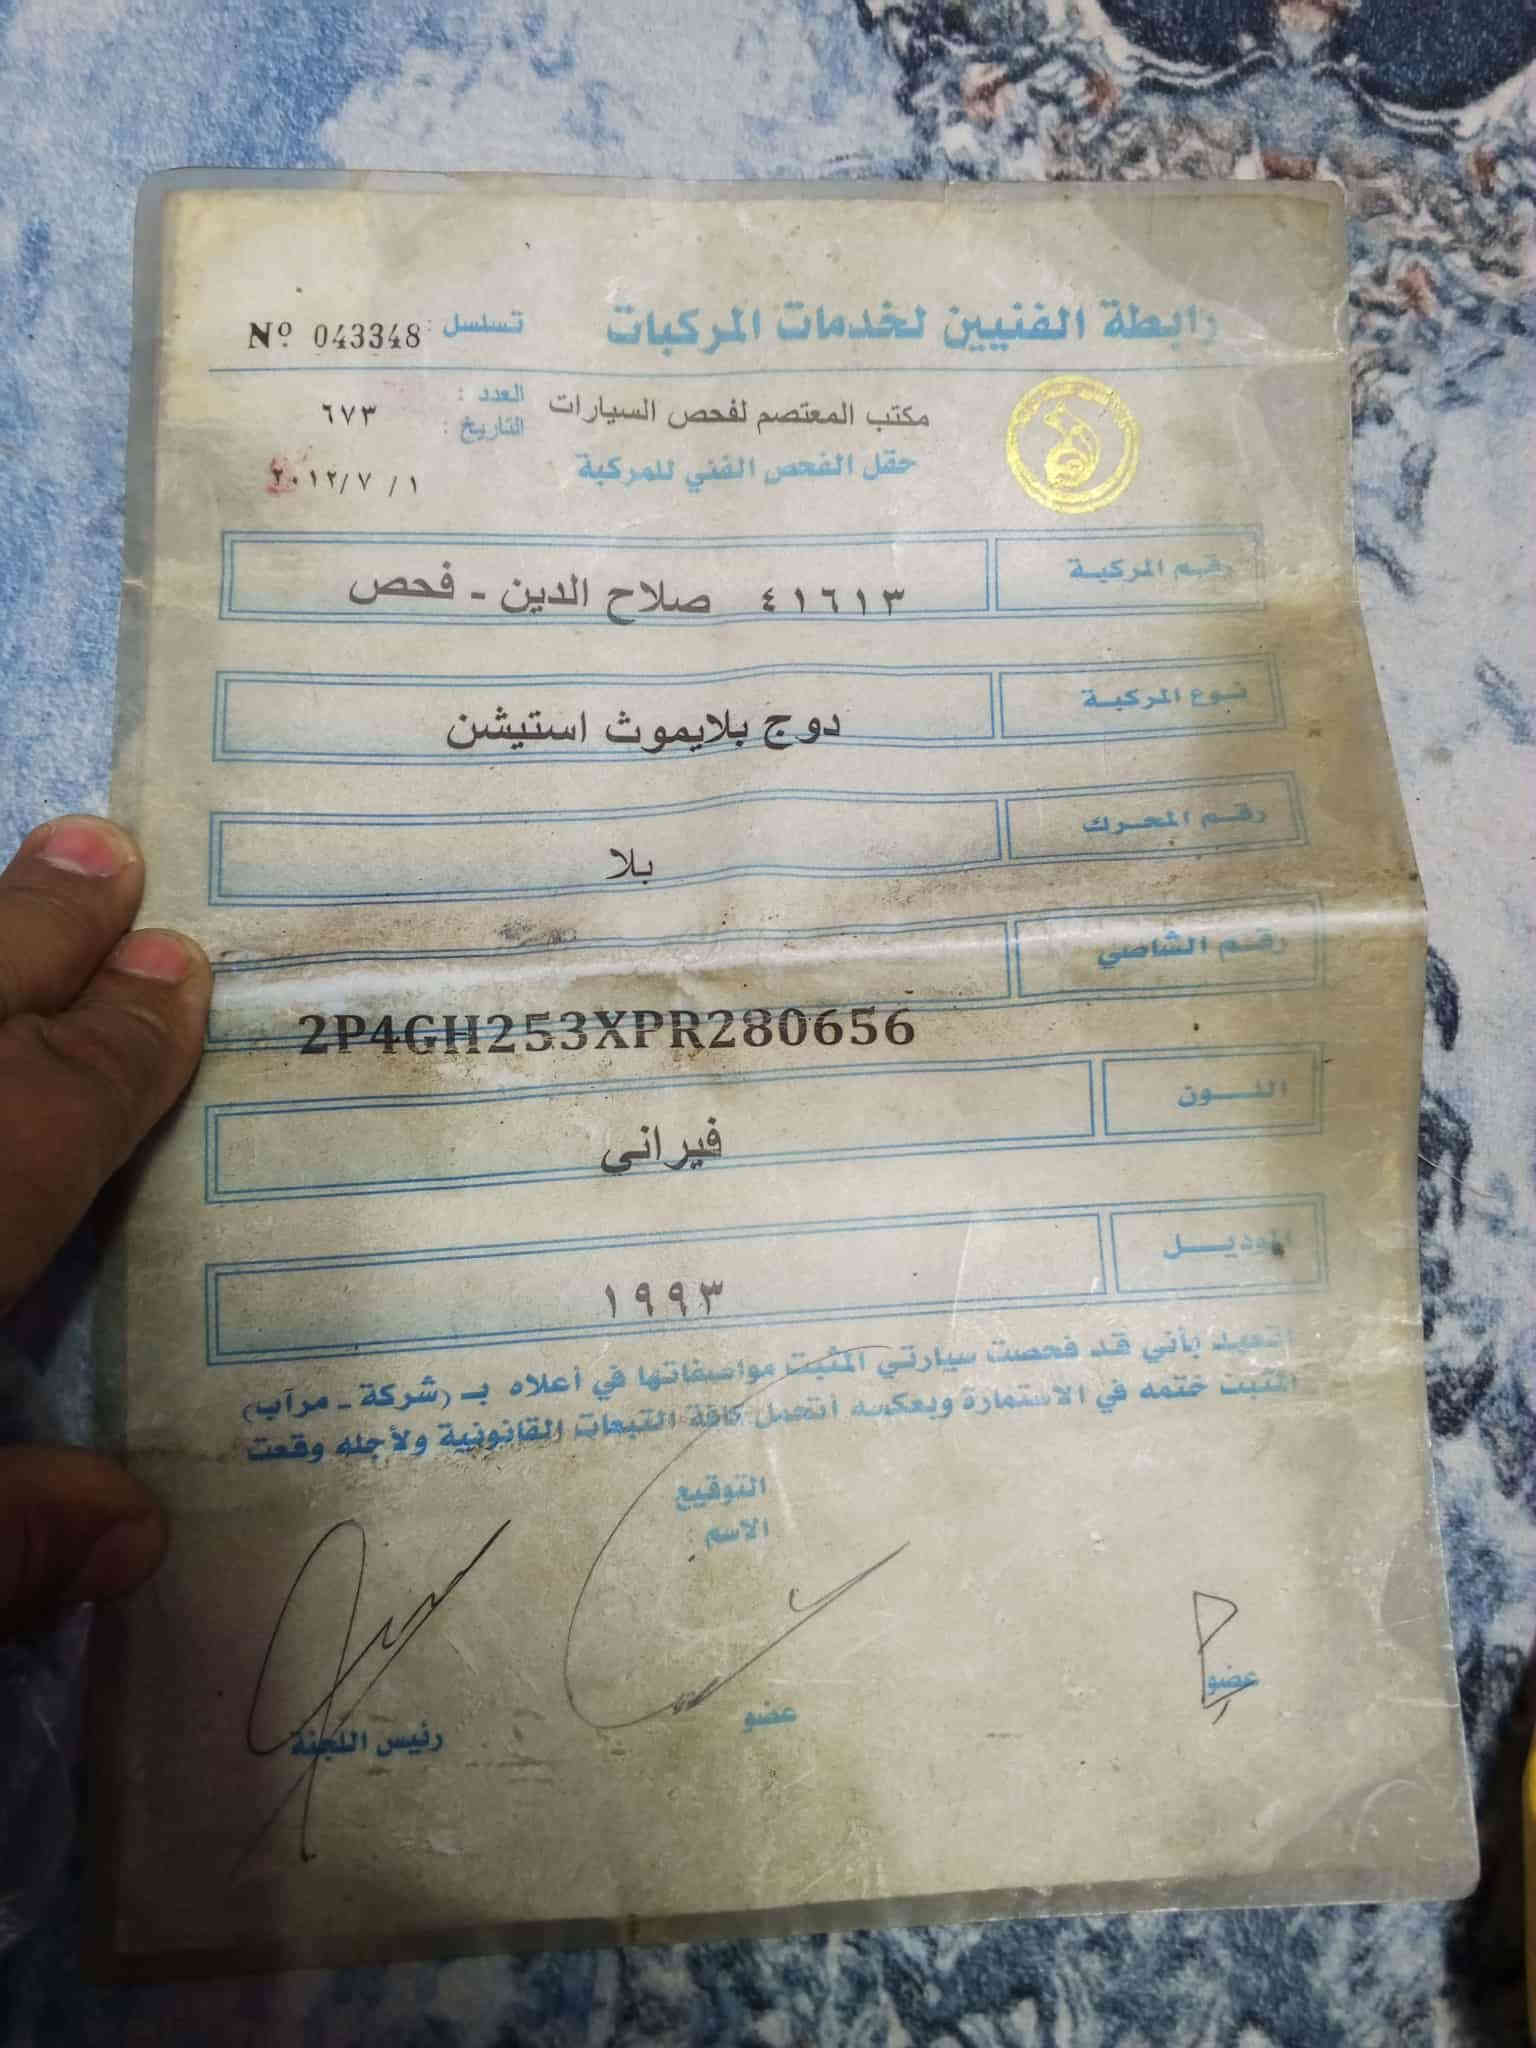 رابطة الفنيين لخدمات المركبات
تسلسل : Nº 043348
العدد : ٦٧٣
مكتب المعتصم لفحص السيارات
التاريخ : ٢٠١٢/ ٧ / ١
حقل الفحص الفني للمركبة
رقم المركبة ٤١٦١٣ صلاح الدين - فحص
نوع المركبة دوج بلايموث استيشن
رقم المحرك بلا
رقم الشاصي 2P4GH253XPR280656
اللون فيراني
الموديل ١٩٩٣
اتعهد بأني قد فحصت سيارتي المثبت مواصفاتها في أعلاه بـ (شركة - مرآب)
المثبت ختمه في الاستمارة وبعكسه أتحمل كافة التبعات القانونية ولأجله وقعت
التوقيع
الاسم
عضو
عضو
رئيس اللجنة